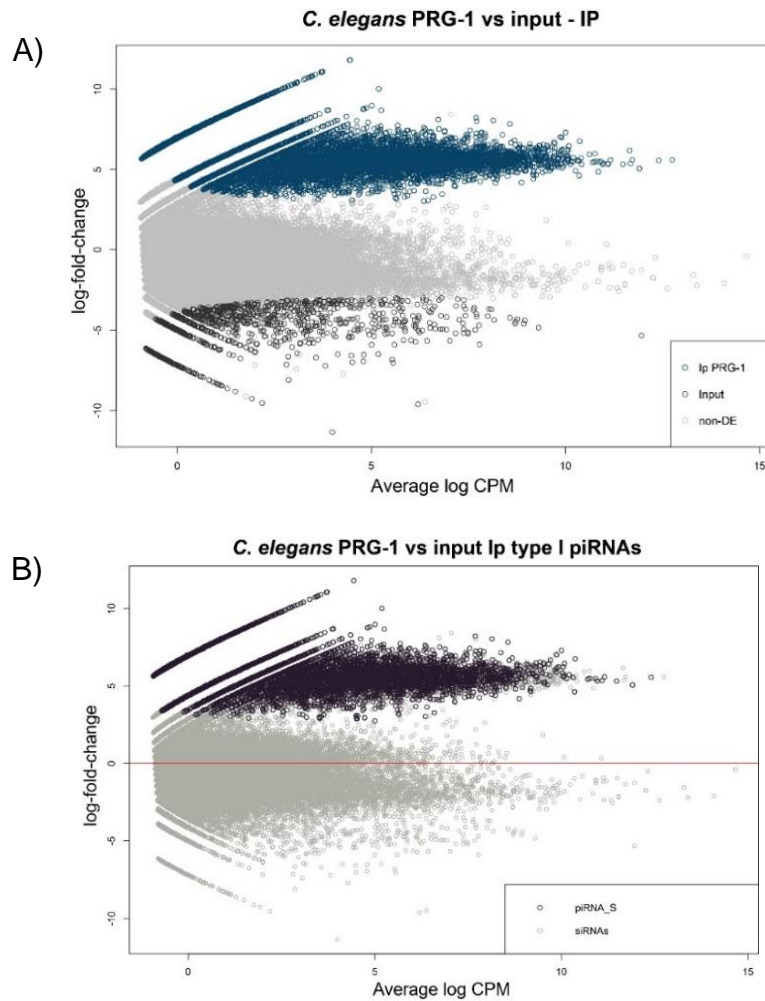 A)
C. elegans PRG-1 vs input - IP
log-fold-change
10
5
0
-5
-10
Ip PRG-1
Input
non-DE
0
5
10
15
Average log CPM
B)
C. elegans PRG-1 vs input Ip type I piRNAs
log-fold-change
10
5
0
-5
-10
piRNA_S
siRNAs
0
5
10
15
Average log CPM